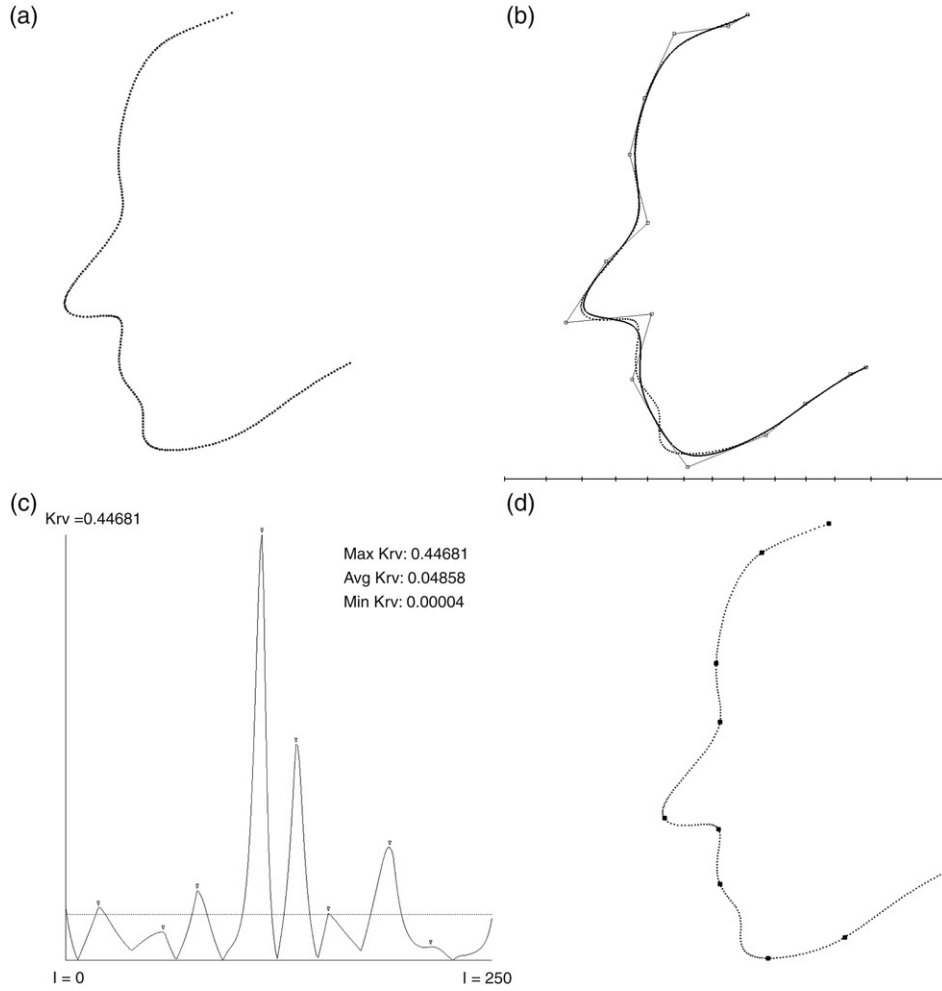 (a)
(b)
(c)
Krv =0.44681
Max Krv: 0.44681
Avg Krv: 0.04858
Min Krv: 0.00004
I = 0
I = 250
(d)